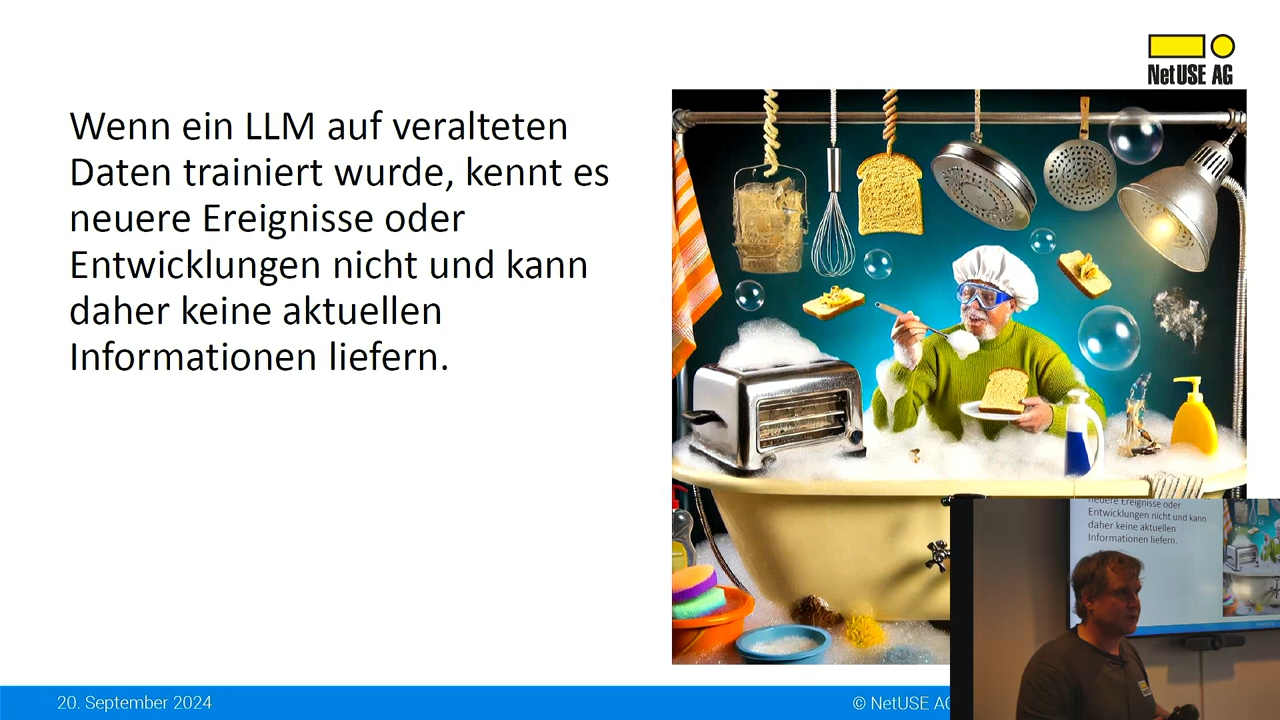 NetUSE AG
Wenn ein LLM auf veralteten
Daten trainiert wurde, kennt es
neuere Ereignisse oder
Entwicklungen nicht und kann
daher keine aktuellen
Informationen liefern.
neuere Ereignisse oder
Entwicklungen nicht und kann
daher keine aktuellen
Informationen liefern.
20. September 2024
© NetUSE AG